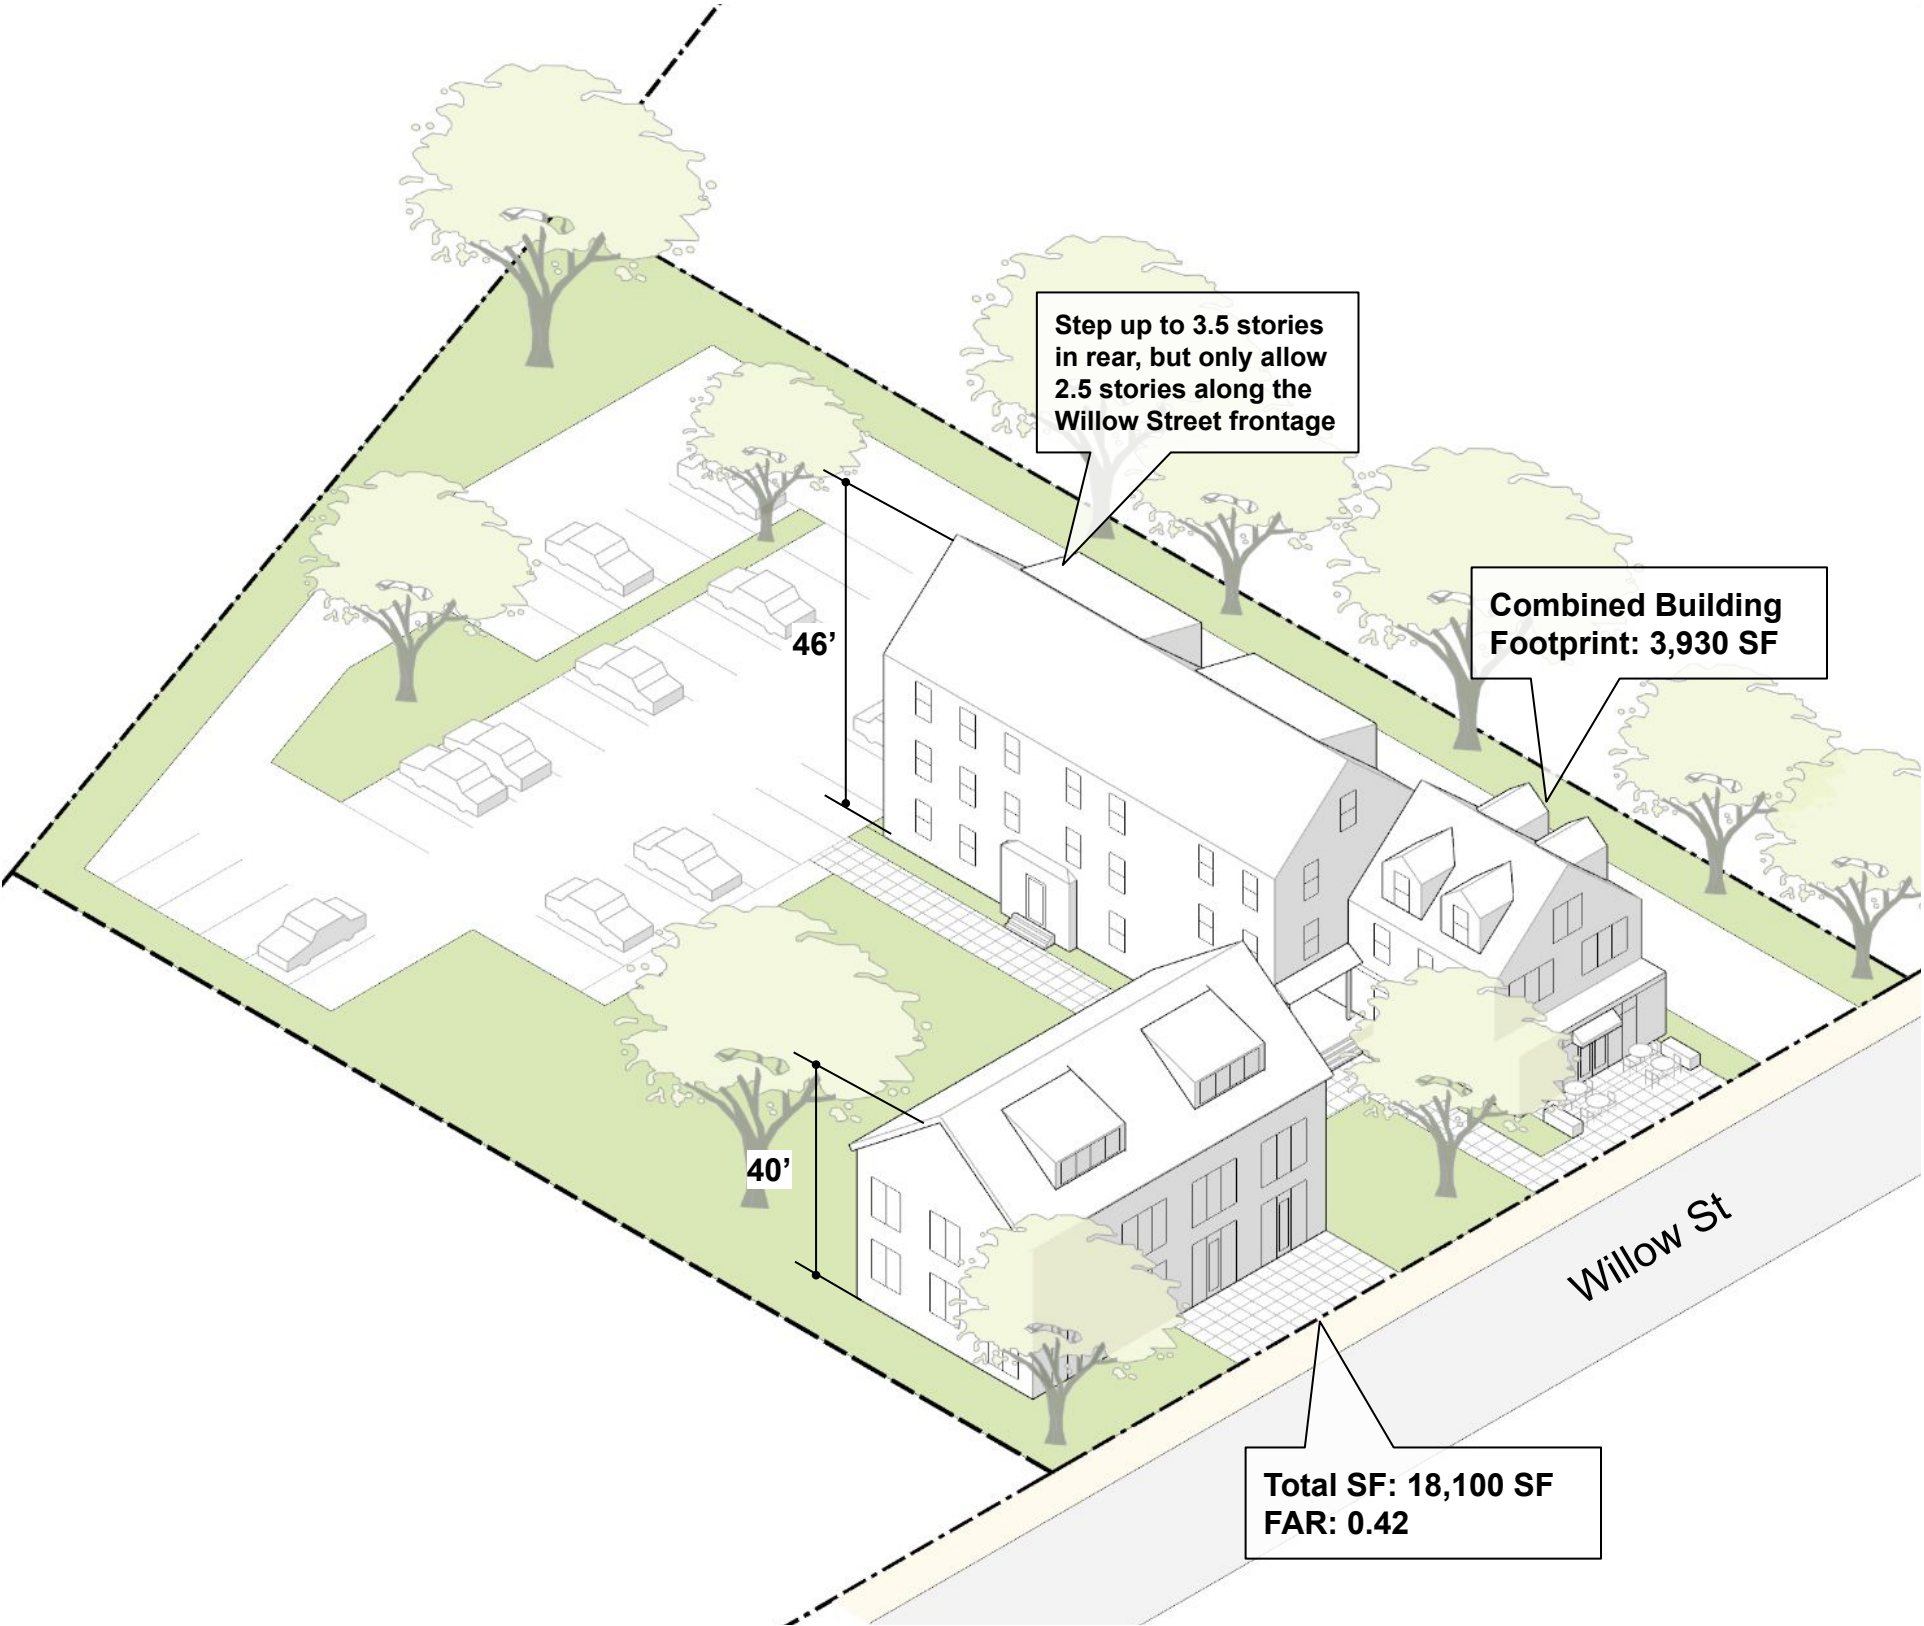 Step up to 3.5 stories
in rear, but only allow
2.5 stories along the
Willow Street frontage
Combined Building
Footprint: 3,930 SF
46’
40’
Willow St
Total SF: 18,100 SF
FAR: 0.42